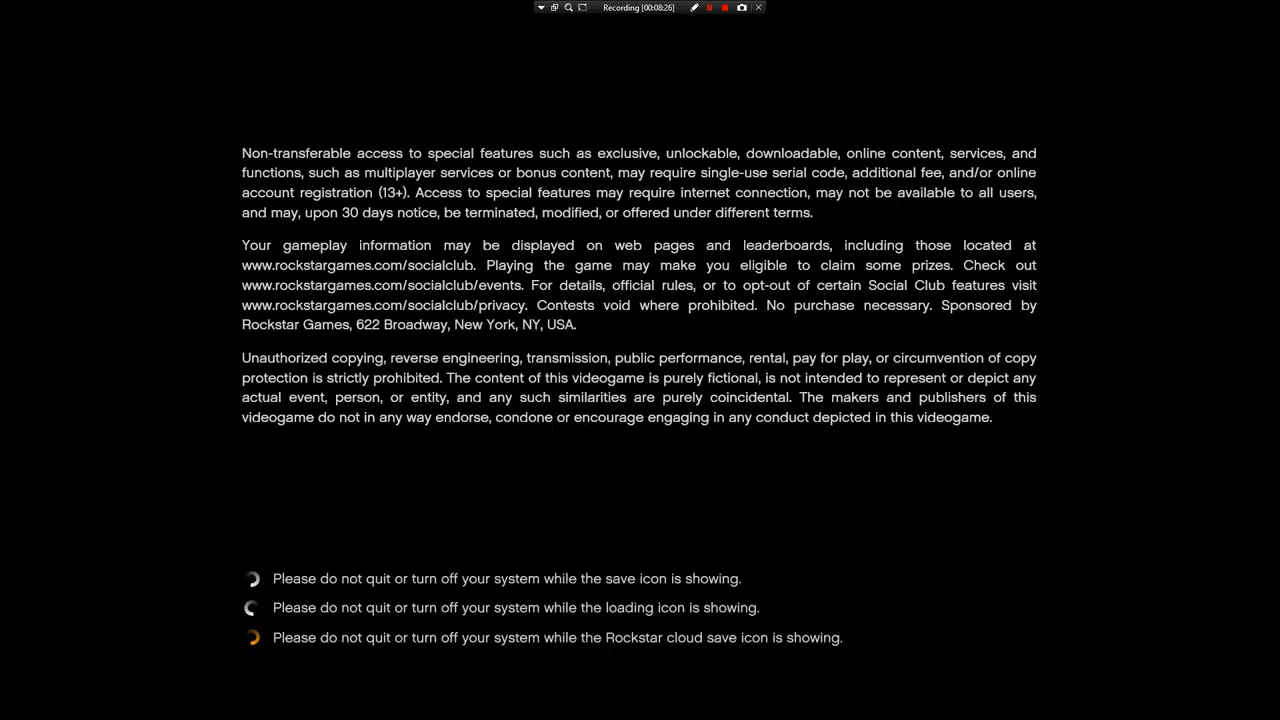 Recording [00:08:26]
Non-transferable access to special features such as exclusive, unlockable, downloadable, online content, services, and
functions, such as multiplayer services or bonus content, may require single-use serial code, additional fee, and/or online
account registration (13+). Access to special features may require internet connection, may not be available to all users,
and may, upon 30 days notice, be terminated, modified, or offered under different terms.
Your gameplay information may be displayed on web pages and leaderboards, including those located at
www.rockstargames.com/socialclub. Playing the game may make you eligible to claim some prizes. Check out
www.rockstargames.com/socialclub/events. For details, official rules, or to opt-out of certain Social Club features visit
www.rockstargames.com/socialclub/privacy. Contests void where prohibited. No purchase necessary. Sponsored by
Rockstar Games, 622 Broadway, New York, NY, USA.
Unauthorized copying, reverse engineering, transmission, public performance, rental, pay for play, or circumvention of copy
protection is strictly prohibited. The content of this videogame is purely fictional, is not intended to represent or depict any
actual event, person, or entity, and any such similarities are purely coincidental. The makers and publishers of this
videogame do not in any way endorse, condone or encourage engaging in any conduct depicted in this videogame.
Please do not quit or turn off your system while the save icon is showing.
Please do not quit or turn off your system while the loading icon is showing.
Please do not quit or turn off your system while the Rockstar cloud save icon is showing.